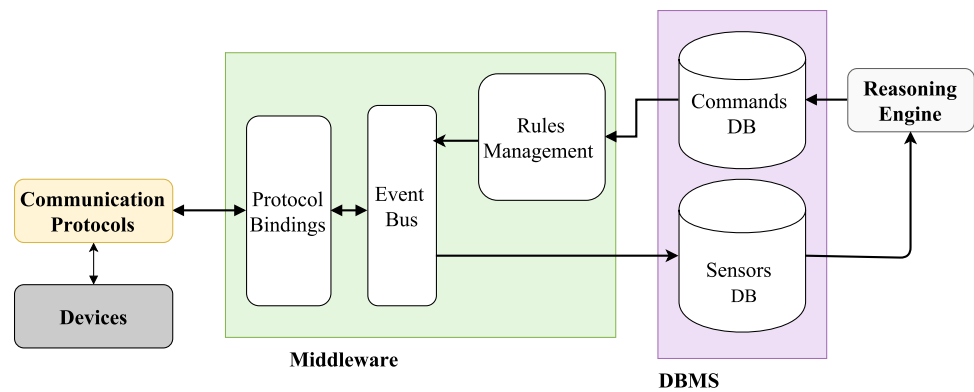 Communication
Protocols
Devices
Protocol
Bindings
Event
Bus
Rules
Management
Middleware
Commands
DB
Sensors
DB
DBMS
Reasoning
Engine